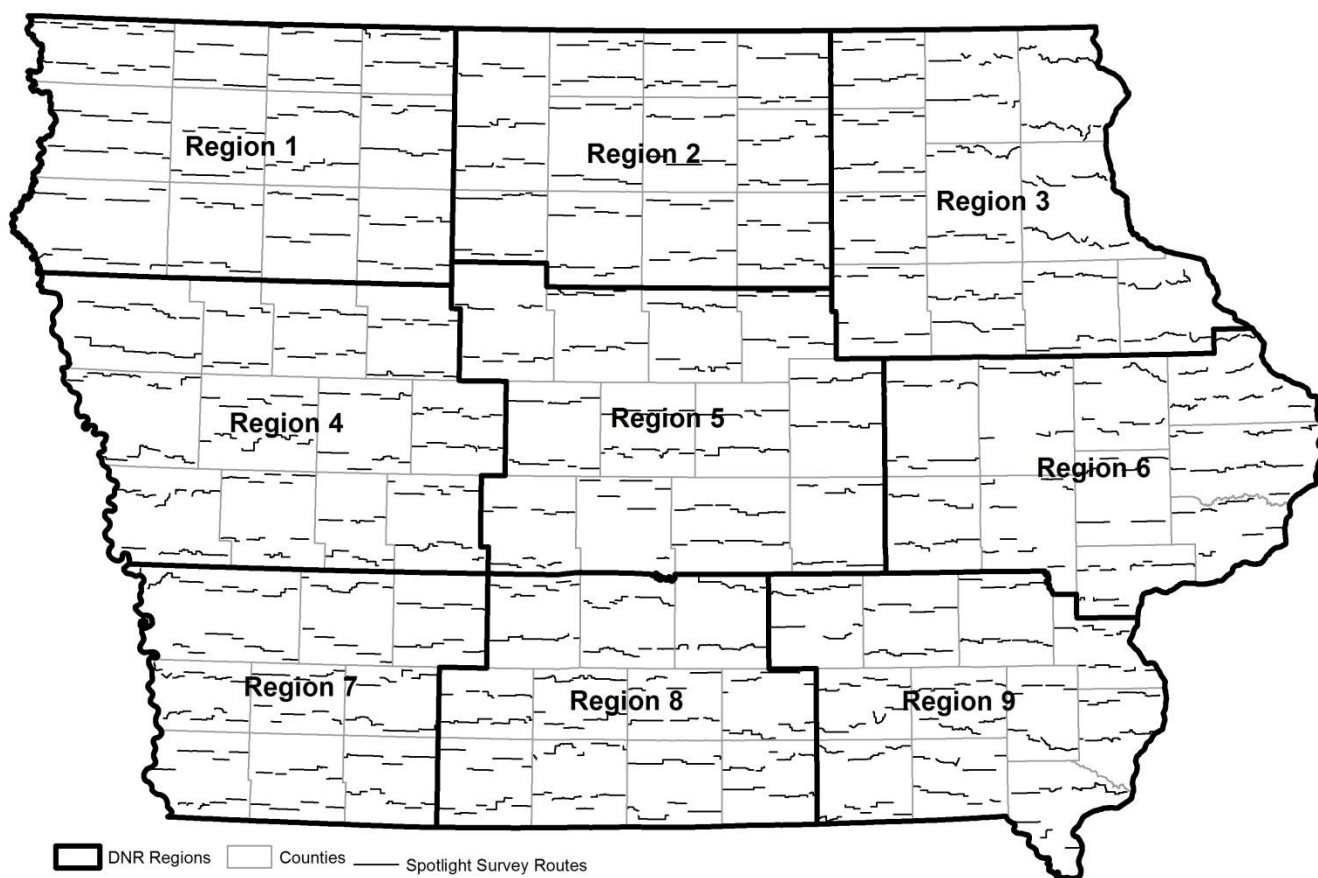 Region 1
Region 2
Region 3
Region 4
Region 5
Region 6
Region 7
Region 8
Region 9
DNR Regions
Counties
Spotlight Survey Routes